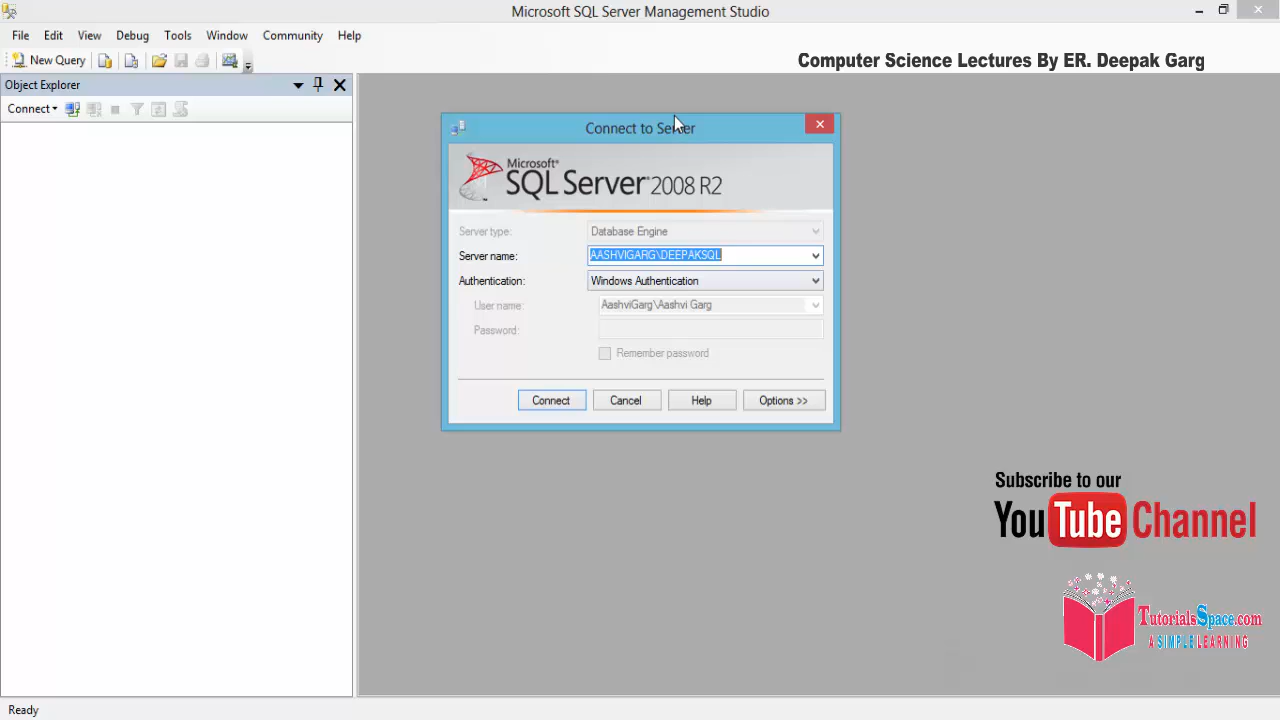 Microsoft SQL Server Management Studio
File Edit View Debug Tools Window Community Help
New Query
Computer Science Lectures By ER. Deepak Garg
Object Explorer
Connect
Connect to Server
Microsoft®
SQL Server® 2008 R2
Server type: Database Engine
Server name: AASHVIGARG\DEEPAKSQL
Authentication: Windows Authentication
User name: AashviGarg\Aashvi Garg
Password:
Remember password
Connect Cancel Help Options >>
Subscribe to our
YouTube Channel
TutorialsSpace.com
A SIMPLE LEARNING
Ready